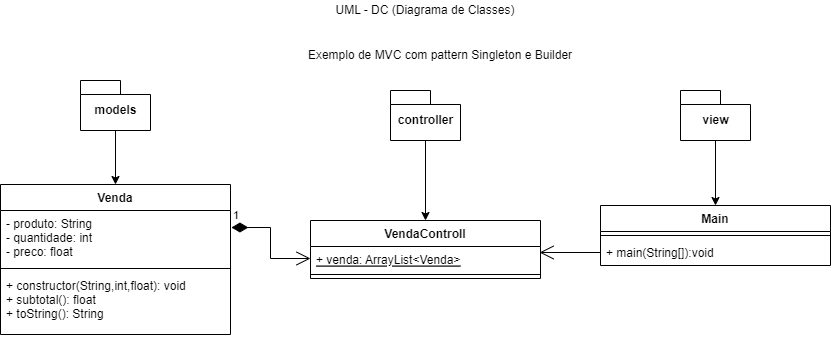 UML - DC (Diagrama de Classes)
Exemplo de MVC com pattern Singleton e Builder
models
controller
view
Venda
- produto: String
- quantidade: int
- preco: float
+ constructor(String,int,float): void
+ subtotal(): float
+ toString(): String
1
VendaControll
+ venda: ArrayList<Venda>
Main
+ main(String[]):void